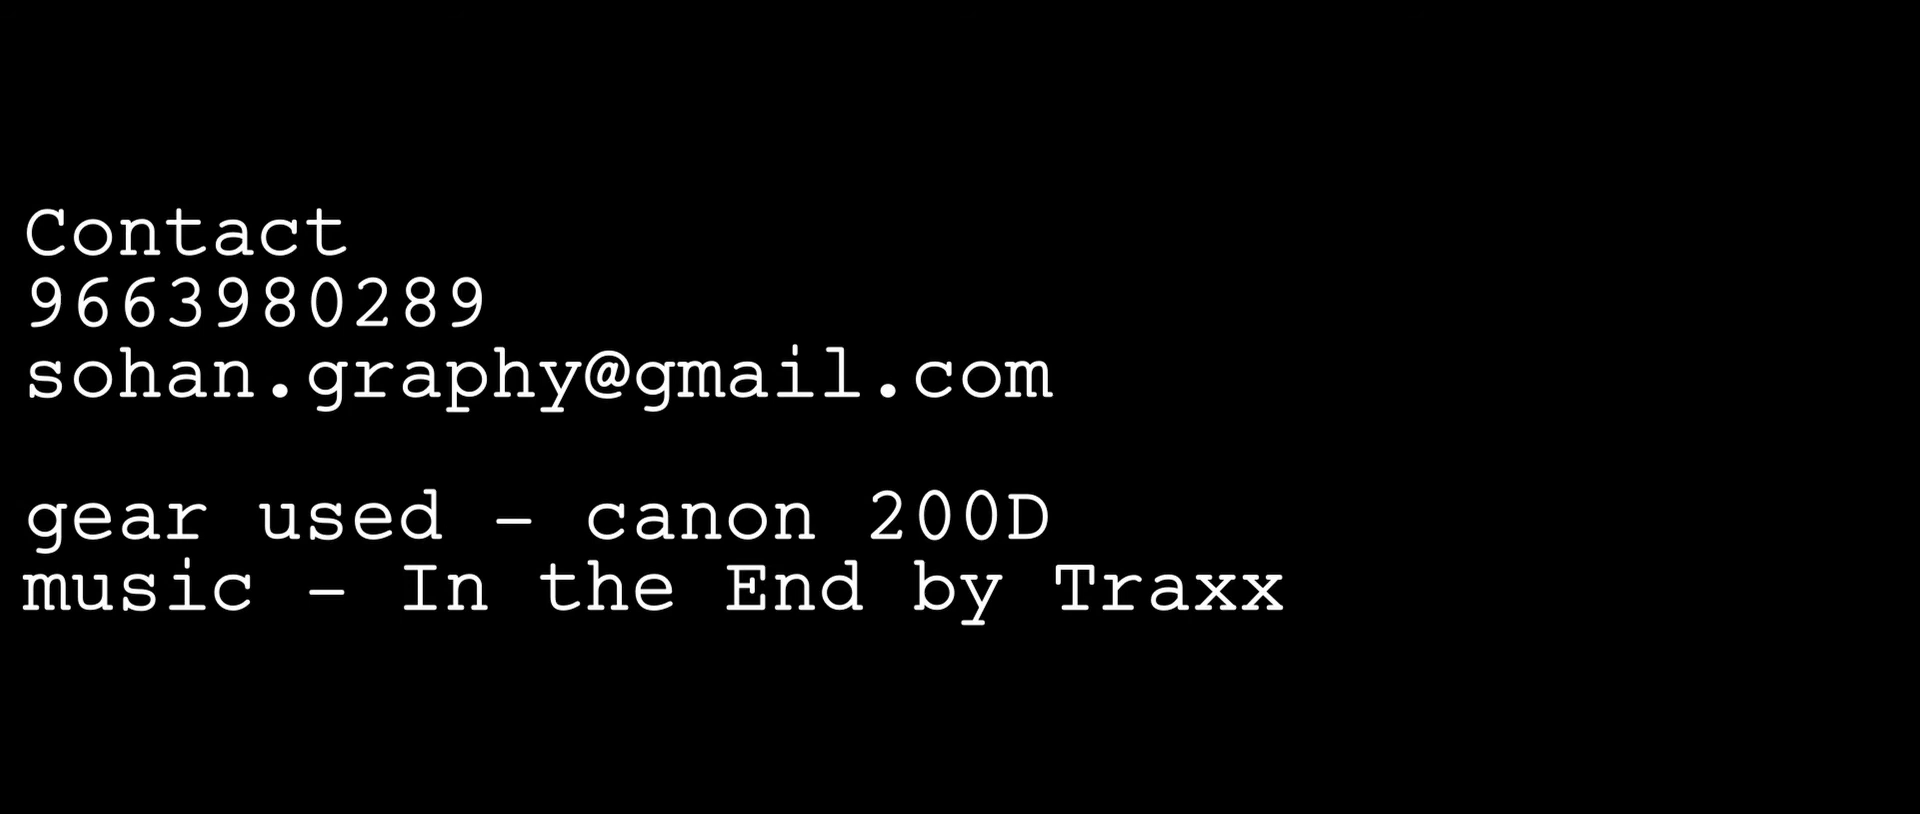 Contact
9663980289
sohan.graphy@gmail.com
gear used - canon 200D
music - In the End by Traxx